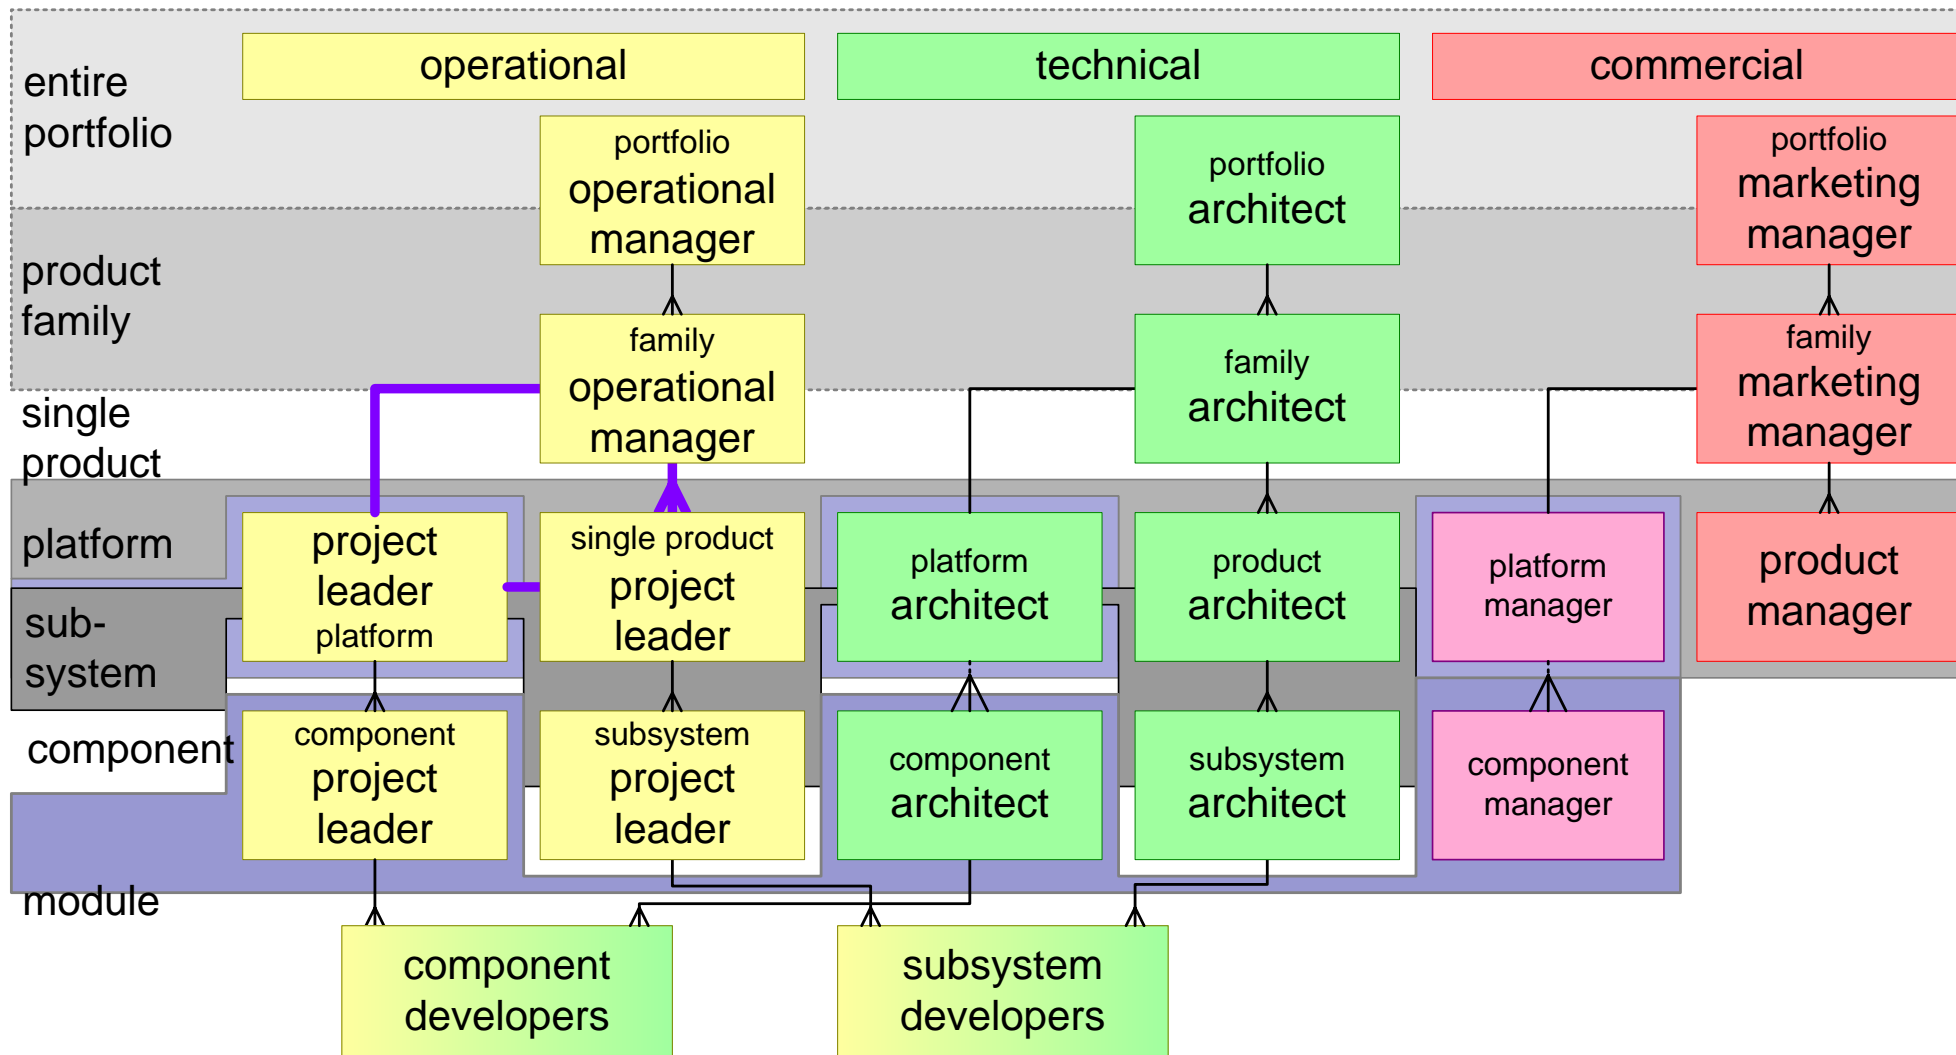 operational
technical
commercial
entire
portfolio
portfolio
operational
manager
portfolio
architect
portfolio
marketing
manager
product
family
family
operational
manager
family
architect
family
marketing
manager
single
product
platform
project
leader
platform
single product
project
leader
platform
architect
product
architect
platform
manager
product
manager
sub-
system
component
component
project
leader
subsystem
project
leader
component
architect
subsystem
architect
component
manager
module
component
developers
subsystem
developers